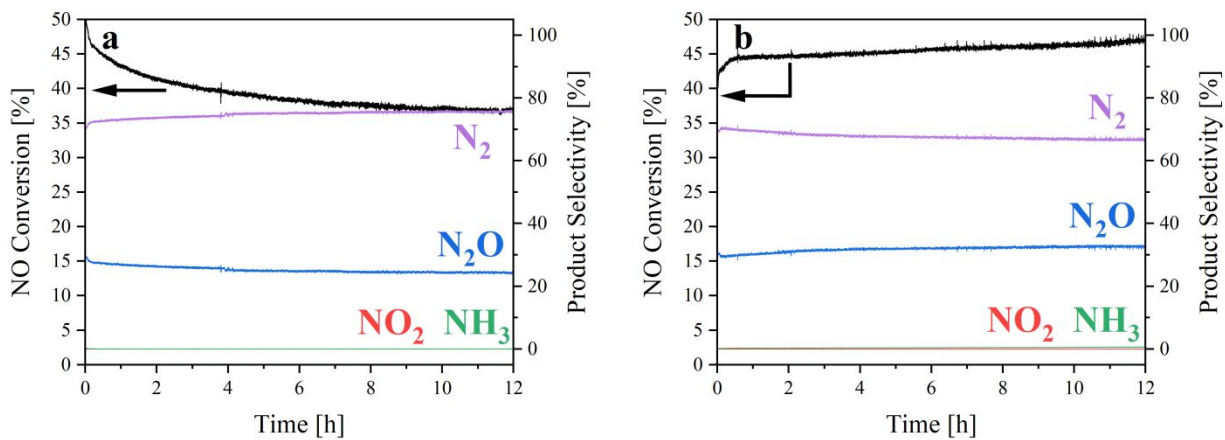 50
45
40
35
30
25
20
15
10
5
0
NO Conversion [%]
a
N₂
N₂O
NO₂ NH₃
100
80
60
40
20
0
Product Selectivity [%]
0 2 4 6 8 10 12
Time [h]
50
45
40
35
30
25
20
15
10
5
0
NO Conversion [%]
b
N₂
N₂O
NO₂ NH₃
100
80
60
40
20
0
Product Selectivity [%]
0 2 4 6 8 10 12
Time [h]